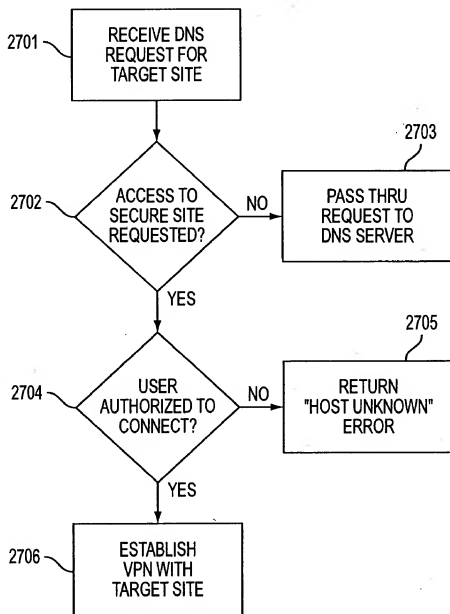 2701
RECEIVE DNS
REQUEST FOR
TARGET SITE
2702
ACCESS TO
SECURE SITE
REQUESTED?
NO
2703
PASS THRU
REQUEST TO
DNS SERVER
YES
2704
USER
AUTHORIZED TO
CONNECT?
NO
2705
RETURN
"HOST UNKNOWN"
ERROR
YES
2706
ESTABLISH
VPN WITH
TARGET SITE